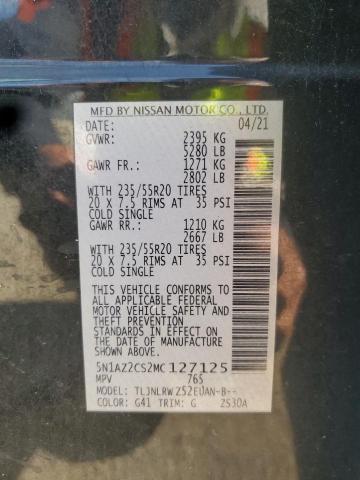 MFD BY NISSAN MOTOR CO., LTD.
DATE: 04/21
GVWR: 2395 KG
5280 LB
GAWR FR.: 1271 KG
2802 LB
WITH 235/55R20 TIRES
20 X 7.5 RIMS AT 35 PSI
COLD SINGLE
GAWR RR.: 1210 KG
2667 LB
WITH 235/55R20 TIRES
20 X 7.5 RIMS AT 35 PSI
COLD SINGLE
THIS VEHICLE CONFORMS TO
ALL APPLICABLE FEDERAL
MOTOR VEHICLE SAFETY
AND THEFT PREVENTION
STANDARDS IN EFFECT ON
THE DATE OF MANUFACTURE
SHOWN ABOVE.
5N1AZ2CS2MC127125
MPV 765
MODEL: TLJNLRWZ52EUAN-B--
COLOR: G41 TRIM: G ZS30A